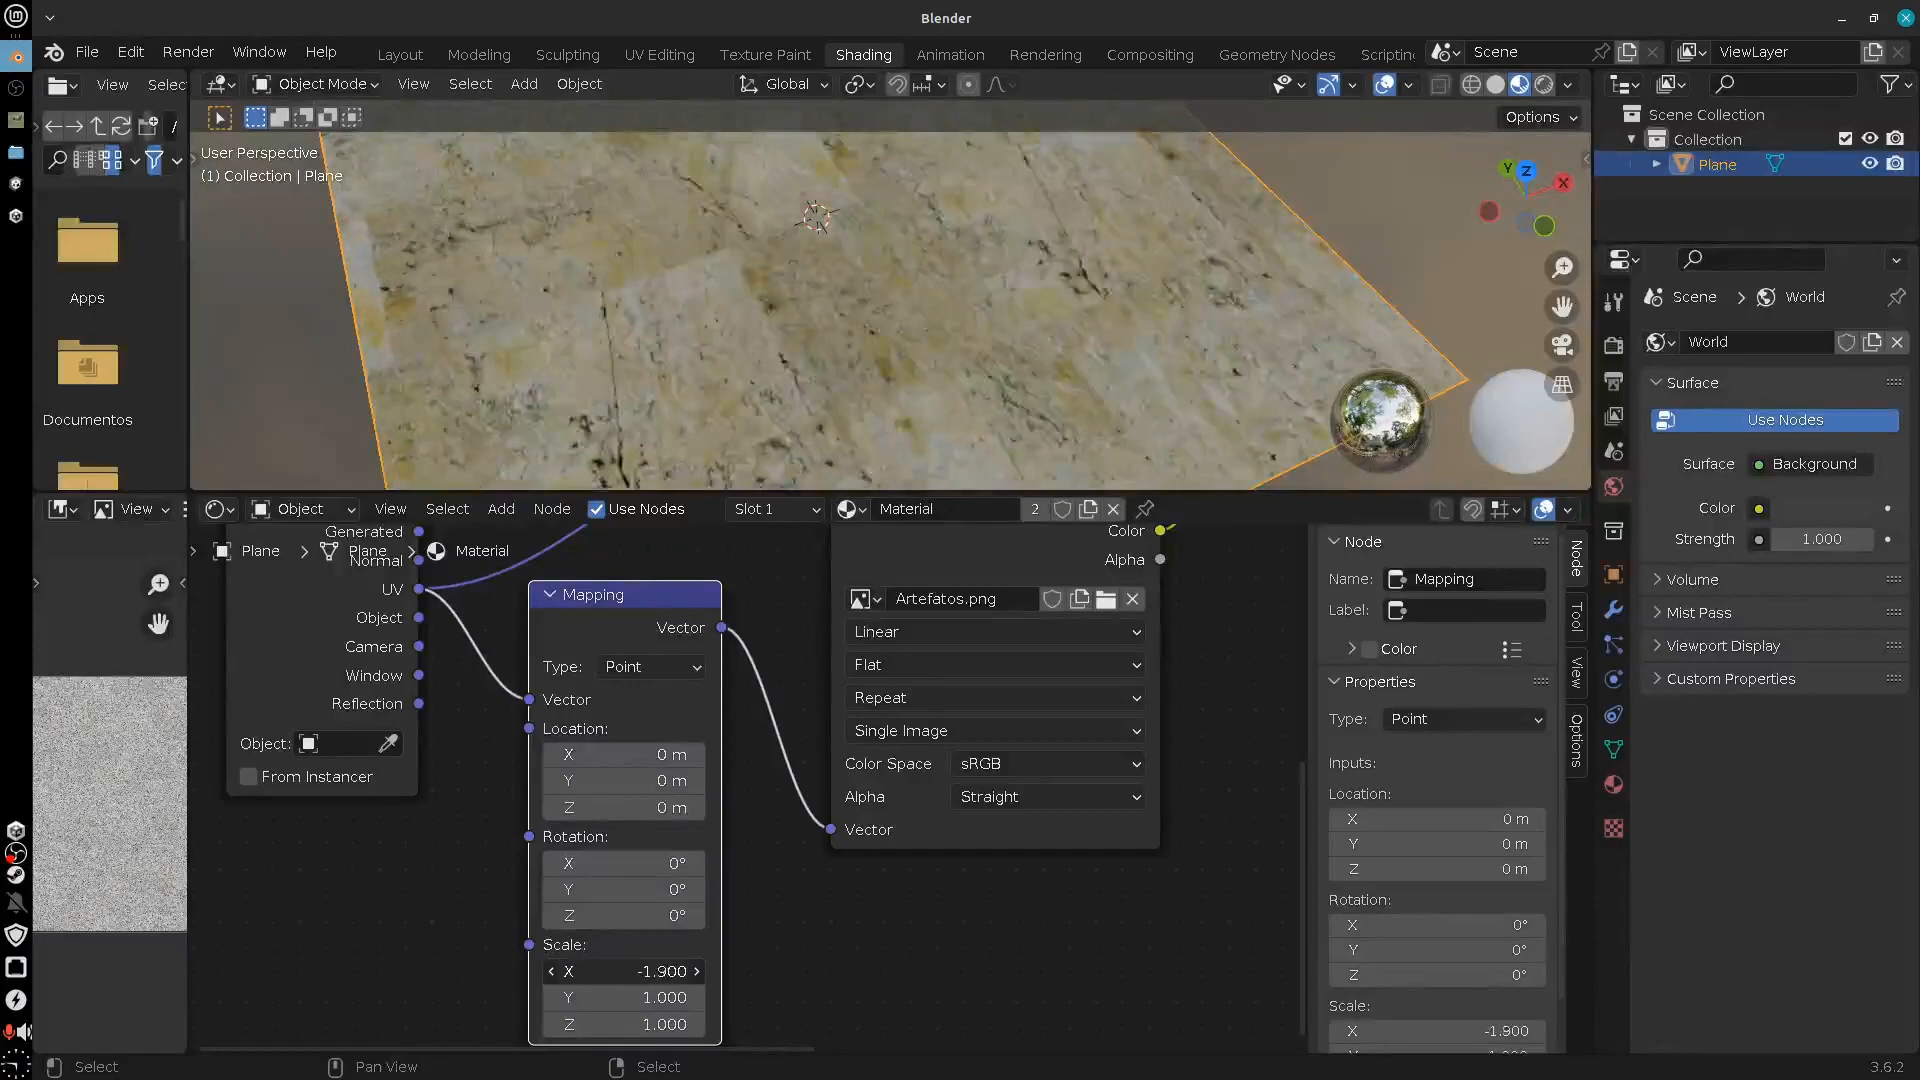 Blender
File Edit Render Window Help
Layout Modeling Sculpting UV Editing Texture Paint Shading Animation Rendering Compositing Geometry Nodes Scripting
Scene
ViewLayer
View Selec
Object Mode View Select Add Object
Global
Options
User Perspective
(1) Collection | Plane
Y Z X
Apps
Documentos
Scene Collection
Collection
Plane
Scene > World
World
Surface
Use Nodes
Surface Background
Color
Strength 1.000
Volume
Mist Pass
Viewport Display
Custom Properties
View
Object View Select Add Node Use Nodes Slot 1 Material 2
Plane > Plane > Material
Generated
Normal
UV
Object
Camera
Window
Reflection
Object:
From Instancer
Mapping
Vector
Type: Point
Vector
Location:
X 0 m
Y 0 m
Z 0 m
Rotation:
X 0°
Y 0°
Z 0°
Scale:
X -1.900
Y 1.000
Z 1.000
Color
Alpha
Artefatos.png
Linear
Flat
Repeat
Single Image
Color Space sRGB
Alpha Straight
Vector
Node
Name: Mapping
Label:
Color
Properties
Type: Point
Inputs:
Location:
X 0 m
Y 0 m
Z 0 m
Rotation:
X 0°
Y 0°
Z 0°
Scale:
X -1.900
Node
Tool
View
Options
Select Pan View Select 3.6.2